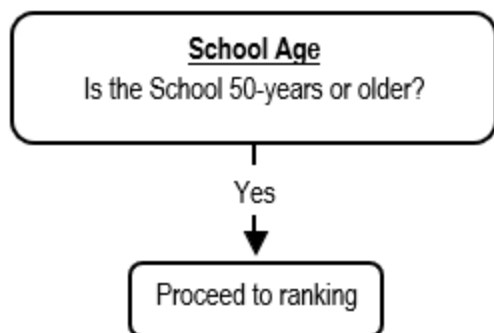 School Age
Is the School 50-years or older?
Yes
Proceed to ranking